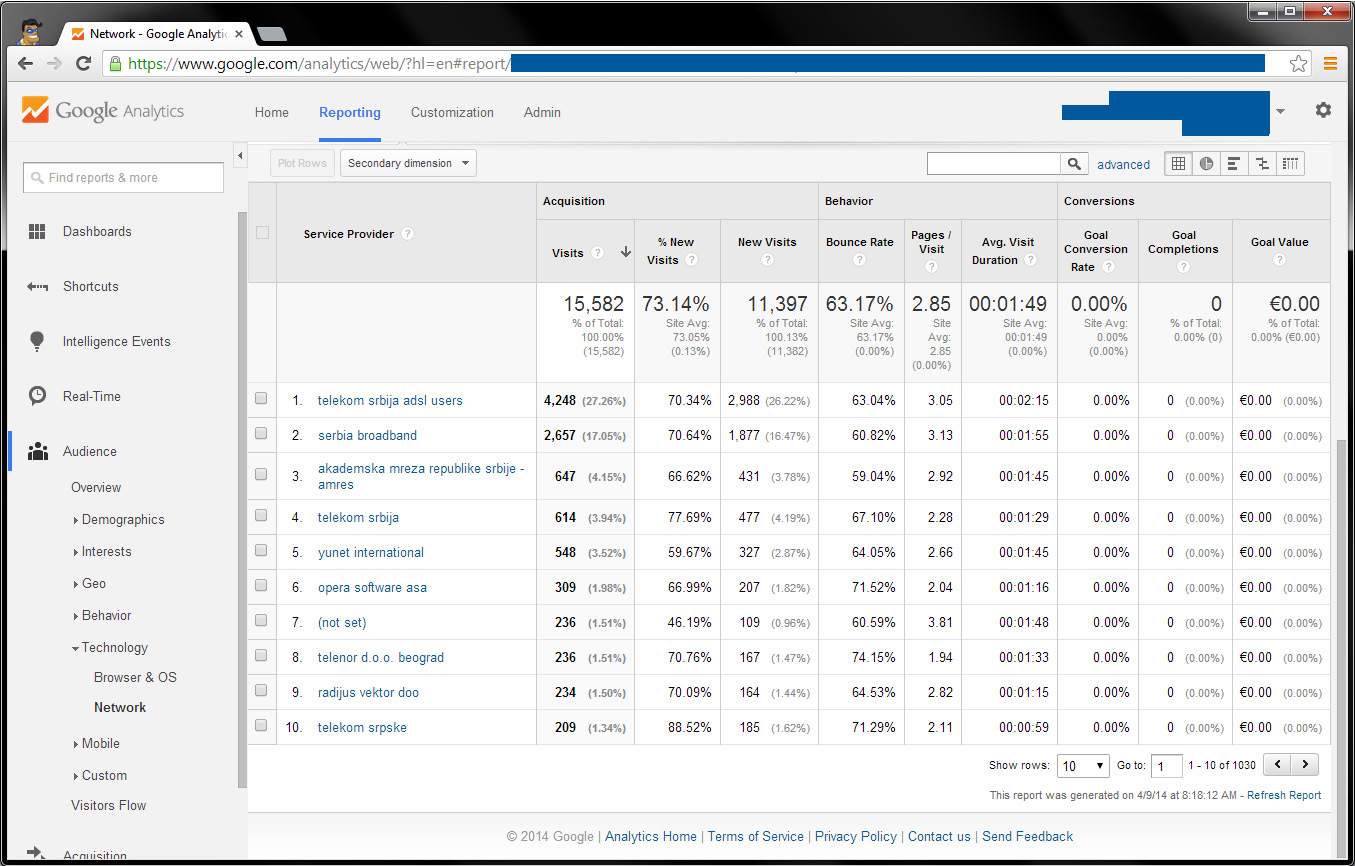 Network - Google Analytic
https://www.google.com/analytics/web/?hl=en#report/
Google Analytics
Home Reporting Customization Admin
Find reports & more
Dashboards
Shortcuts
Intelligence Events
Real-Time
Audience
Overview
Demographics
Interests
Geo
Behavior
Technology
Browser & OS
Network
Mobile
Custom
Visitors Flow
Acquisition
Plot Rows Secondary dimension advanced
Acquisition Behavior Conversions
Service Provider ? Visits ? % New Visits ? New Visits ? Bounce Rate ? Pages / Visit ? Avg. Visit Duration ? Goal Conversion Rate ? Goal Completions ? Goal Value ?
15,582 73.14% 11,397 63.17% 2.85 00:01:49 0.00% 0 €0.00
% of Total: 100.00% (15,582) Site Avg: 73.05% (0.13%) % of Total: 100.13% (11,382) Site Avg: 63.17% (0.00%) Site Avg: 2.85 (0.00%) Site Avg: 00:01:49 (0.00%) Site Avg: 0.00% (0.00%) % of Total: 0.00% (0) % of Total: 0.00% (€0.00)
1. telekom srbija adsl users 4,248 (27.26%) 70.34% 2,988 (26.22%) 63.04% 3.05 00:02:15 0.00% 0 (0.00%) €0.00 (0.00%)
2. serbia broadband 2,657 (17.05%) 70.64% 1,877 (16.47%) 60.82% 3.13 00:01:55 0.00% 0 (0.00%) €0.00 (0.00%)
3. akademska mreza republike srbije - amres 647 (4.15%) 66.62% 431 (3.78%) 59.04% 2.92 00:01:45 0.00% 0 (0.00%) €0.00 (0.00%)
4. telekom srbija 614 (3.94%) 77.69% 477 (4.19%) 67.10% 2.28 00:01:29 0.00% 0 (0.00%) €0.00 (0.00%)
5. yunet international 548 (3.52%) 59.67% 327 (2.87%) 64.05% 2.66 00:01:45 0.00% 0 (0.00%) €0.00 (0.00%)
6. opera software asa 309 (1.98%) 66.99% 207 (1.82%) 71.52% 2.04 00:01:16 0.00% 0 (0.00%) €0.00 (0.00%)
7. (not set) 236 (1.51%) 46.19% 109 (0.96%) 60.59% 3.81 00:01:48 0.00% 0 (0.00%) €0.00 (0.00%)
8. telenor d.o.o. beograd 236 (1.51%) 70.76% 167 (1.47%) 74.15% 1.94 00:01:33 0.00% 0 (0.00%) €0.00 (0.00%)
9. radijus vektor doo 234 (1.50%) 70.09% 164 (1.44%) 64.53% 2.82 00:01:15 0.00% 0 (0.00%) €0.00 (0.00%)
10. telekom srpske 209 (1.34%) 88.52% 185 (1.62%) 71.29% 2.11 00:00:59 0.00% 0 (0.00%) €0.00 (0.00%)
Show rows: 10 Go to: 1 1 - 10 of 1030
This report was generated on 4/9/14 at 8:18:12 AM - Refresh Report
© 2014 Google | Analytics Home | Terms of Service | Privacy Policy | Contact us | Send Feedback